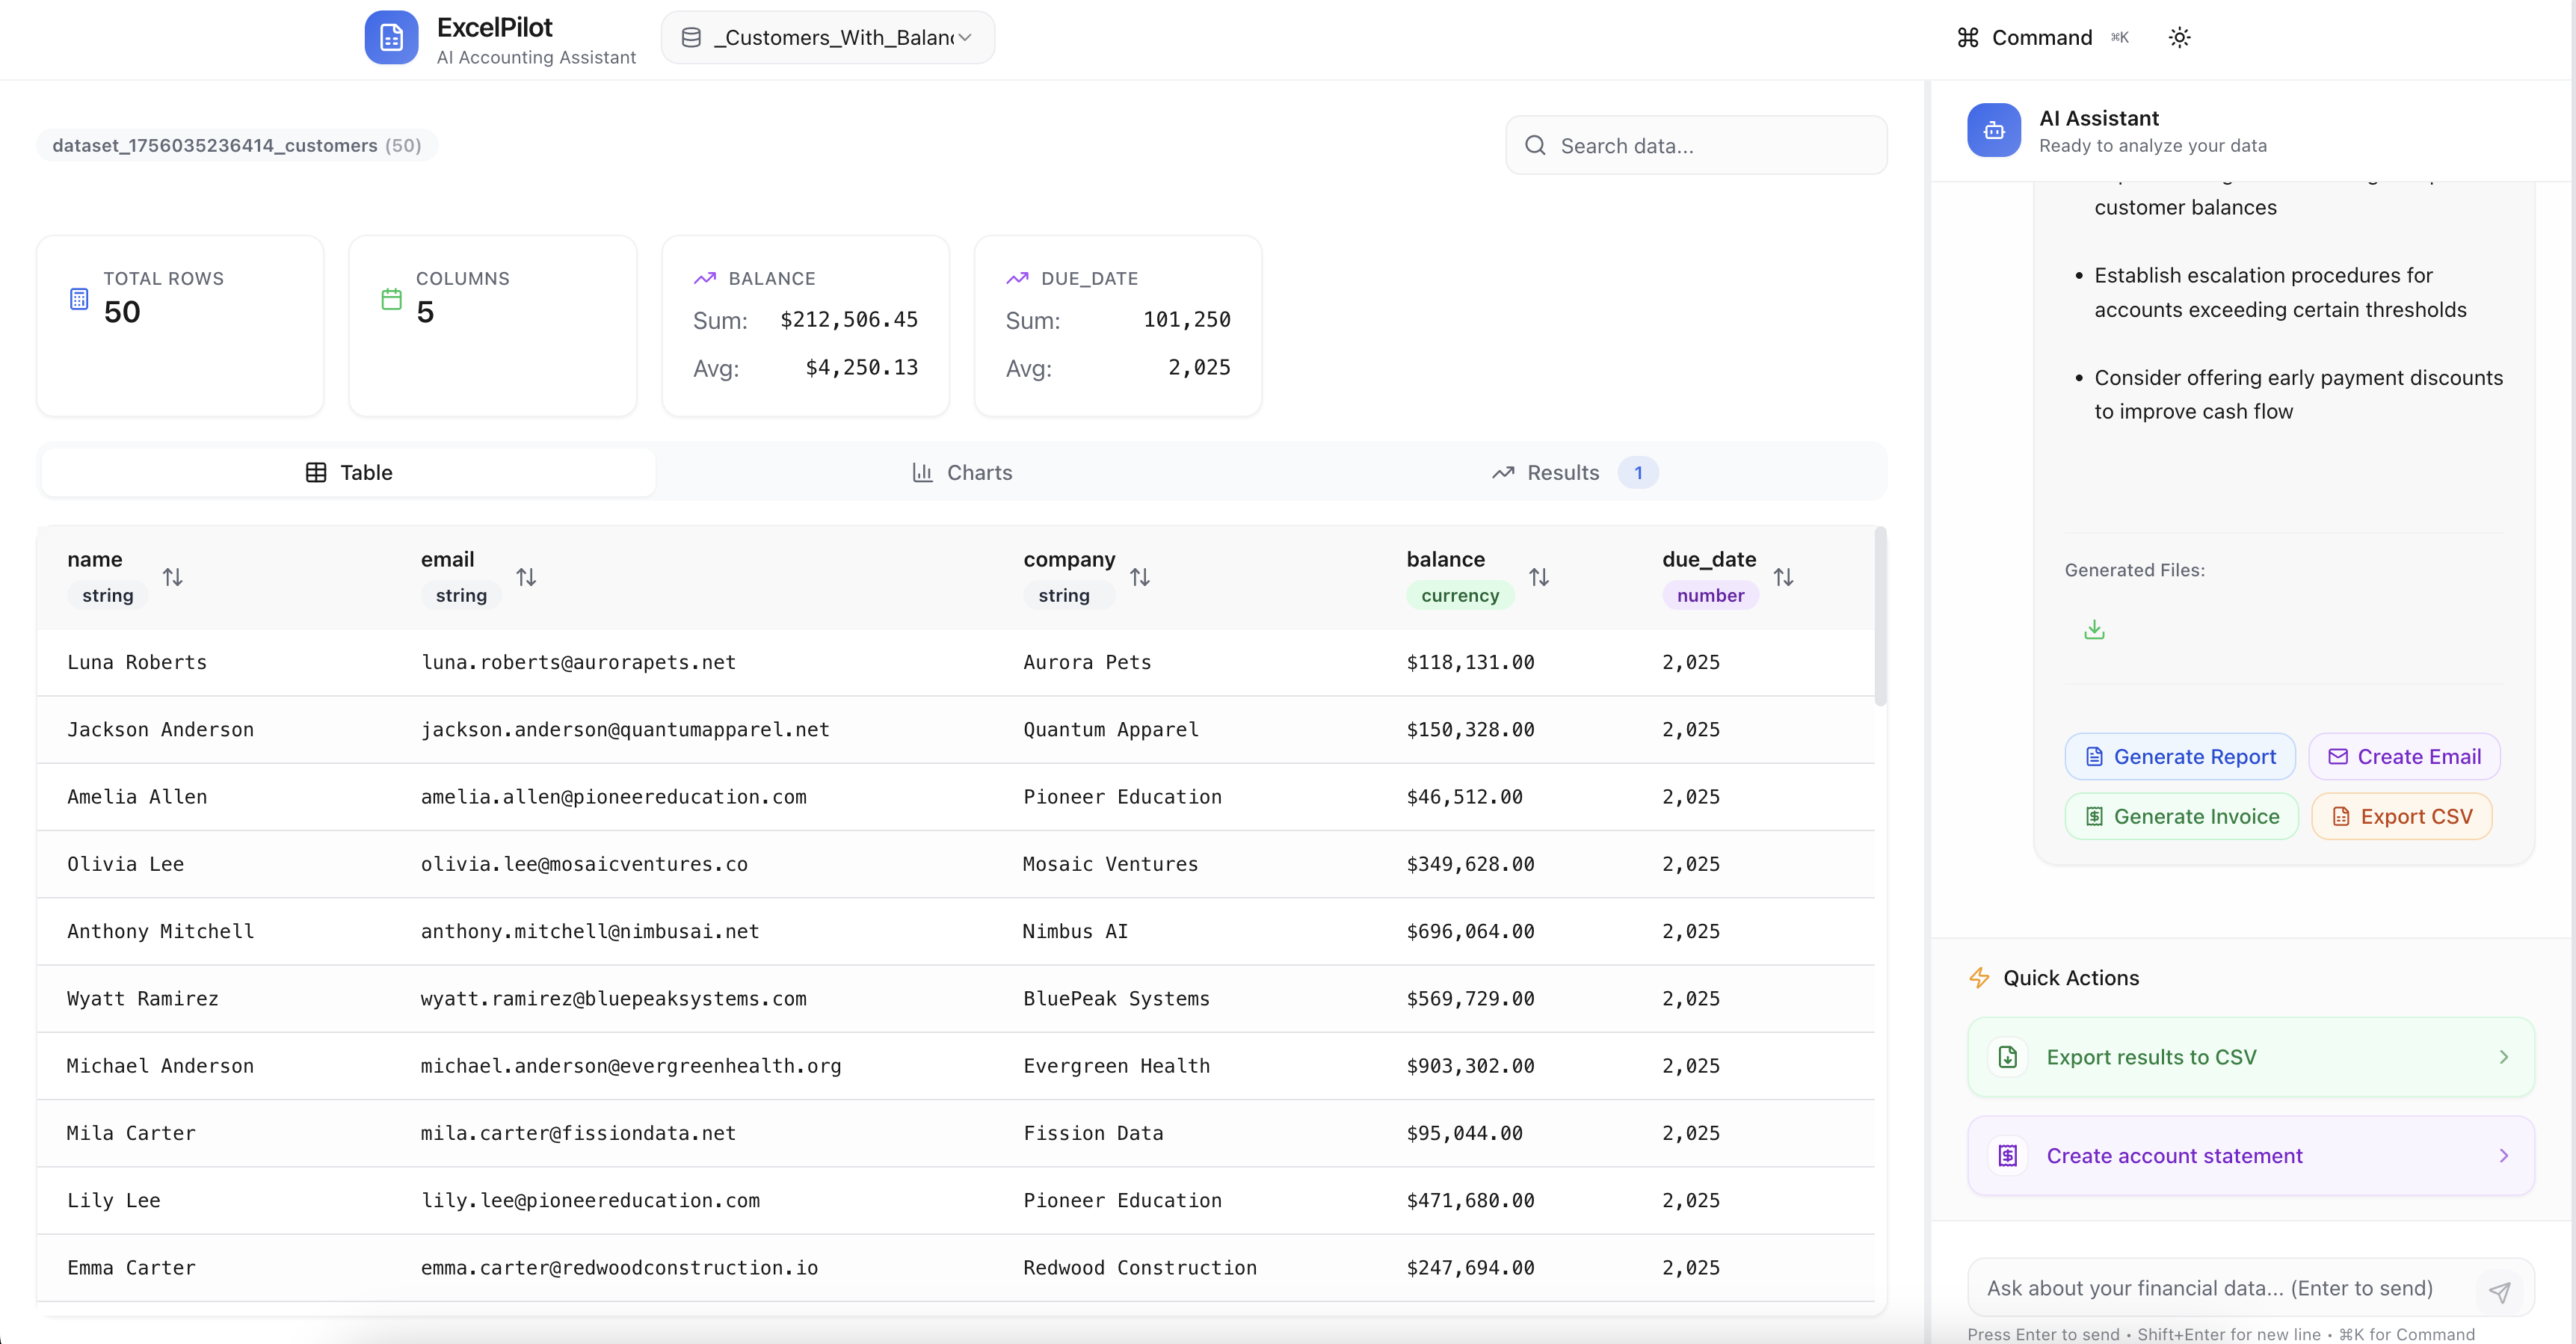 ExcelPilot
AI Accounting Assistant
_Customers_With_Balan
Command ⌘K
dataset_1756035236414_customers (50)
Search data...
TOTAL ROWS
50
COLUMNS
5
BALANCE
Sum: $212,506.45
Avg: $4,250.13
DUE_DATE
Sum: 101,250
Avg: 2,025
Table
Charts
Results 1
name email company balance due_date
string string string currency number
Luna Roberts luna.roberts@aurorapets.net Aurora Pets $118,131.00 2,025
Jackson Anderson jackson.anderson@quantumapparel.net Quantum Apparel $150,328.00 2,025
Amelia Allen amelia.allen@pioneereducation.com Pioneer Education $46,512.00 2,025
Olivia Lee olivia.lee@mosaicventures.co Mosaic Ventures $349,628.00 2,025
Anthony Mitchell anthony.mitchell@nimbusai.net Nimbus AI $696,064.00 2,025
Wyatt Ramirez wyatt.ramirez@bluepeaksystems.com BluePeak Systems $569,729.00 2,025
Michael Anderson michael.anderson@evergreenhealth.org Evergreen Health $903,302.00 2,025
Mila Carter mila.carter@fissiondata.net Fission Data $95,044.00 2,025
Lily Lee lily.lee@pioneereducation.com Pioneer Education $471,680.00 2,025
Emma Carter emma.carter@redwoodconstruction.io Redwood Construction $247,694.00 2,025
AI Assistant
Ready to analyze your data
customer balances
• Establish escalation procedures for
accounts exceeding certain thresholds
• Consider offering early payment discounts
to improve cash flow
Generated Files:
Generate Report
Create Email
Generate Invoice
Export CSV
Quick Actions
Export results to CSV
Create account statement
Ask about your financial data... (Enter to send)
Press Enter to send • Shift+Enter for new line • ⌘K for Command